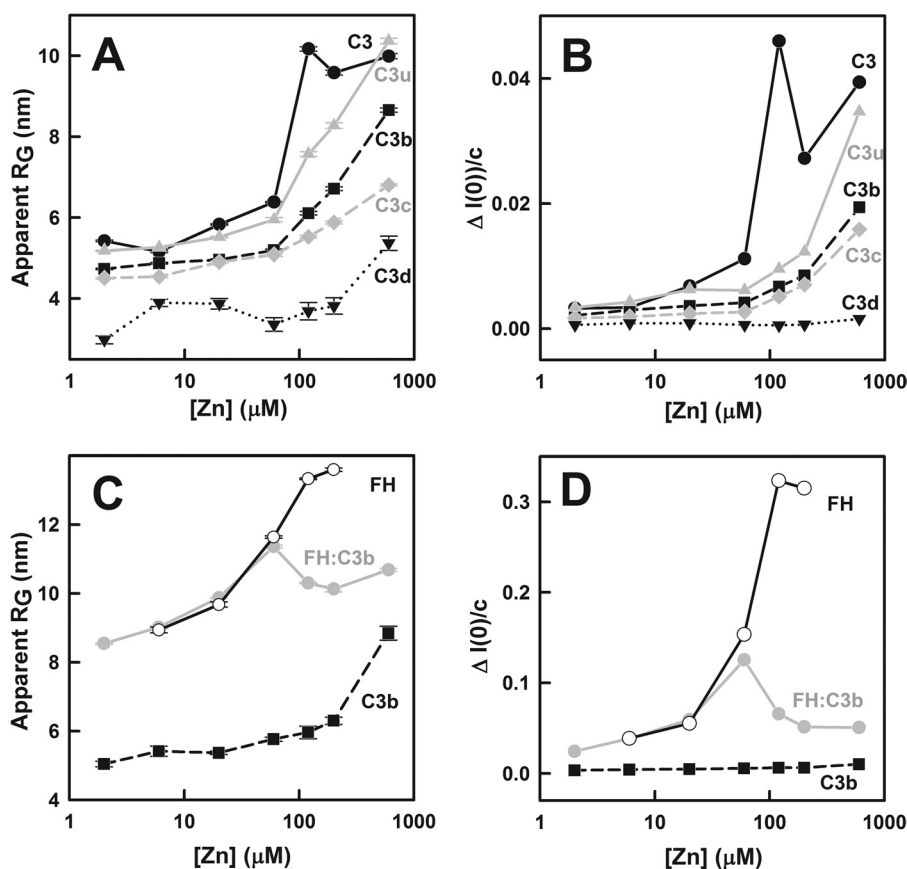 A
C3
C3u
C3b
C3c
C3d
Apparent RG (nm)
10
8
6
4
1
10
100
1000
[Zn] (µM)
B
C3
C3u
C3b
C3c
C3d
Δ I(0))/c
0.04
0.02
0.00
1
10
100
1000
[Zn] (µM)
C
FH
FH:C3b
C3b
Apparent RG (nm)
12
10
8
6
4
1
10
100
1000
[Zn] (µM)
D
FH
FH:C3b
C3b
Δ I(0)/c
0.3
0.2
0.1
0.0
1
10
100
1000
[Zn] (µM)